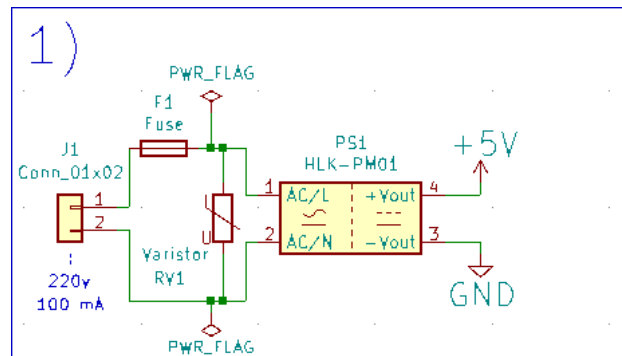 1)
PWR_FLAG
F1
Fuse
J1
Conn_01x02
1
2
220v
100 mA
U
Varistor
RV1
PWR_FLAG
PS1
HLK-PM01
1
AC/L
+Vout
4
2
AC/N
-Vout
3
+5V
GND